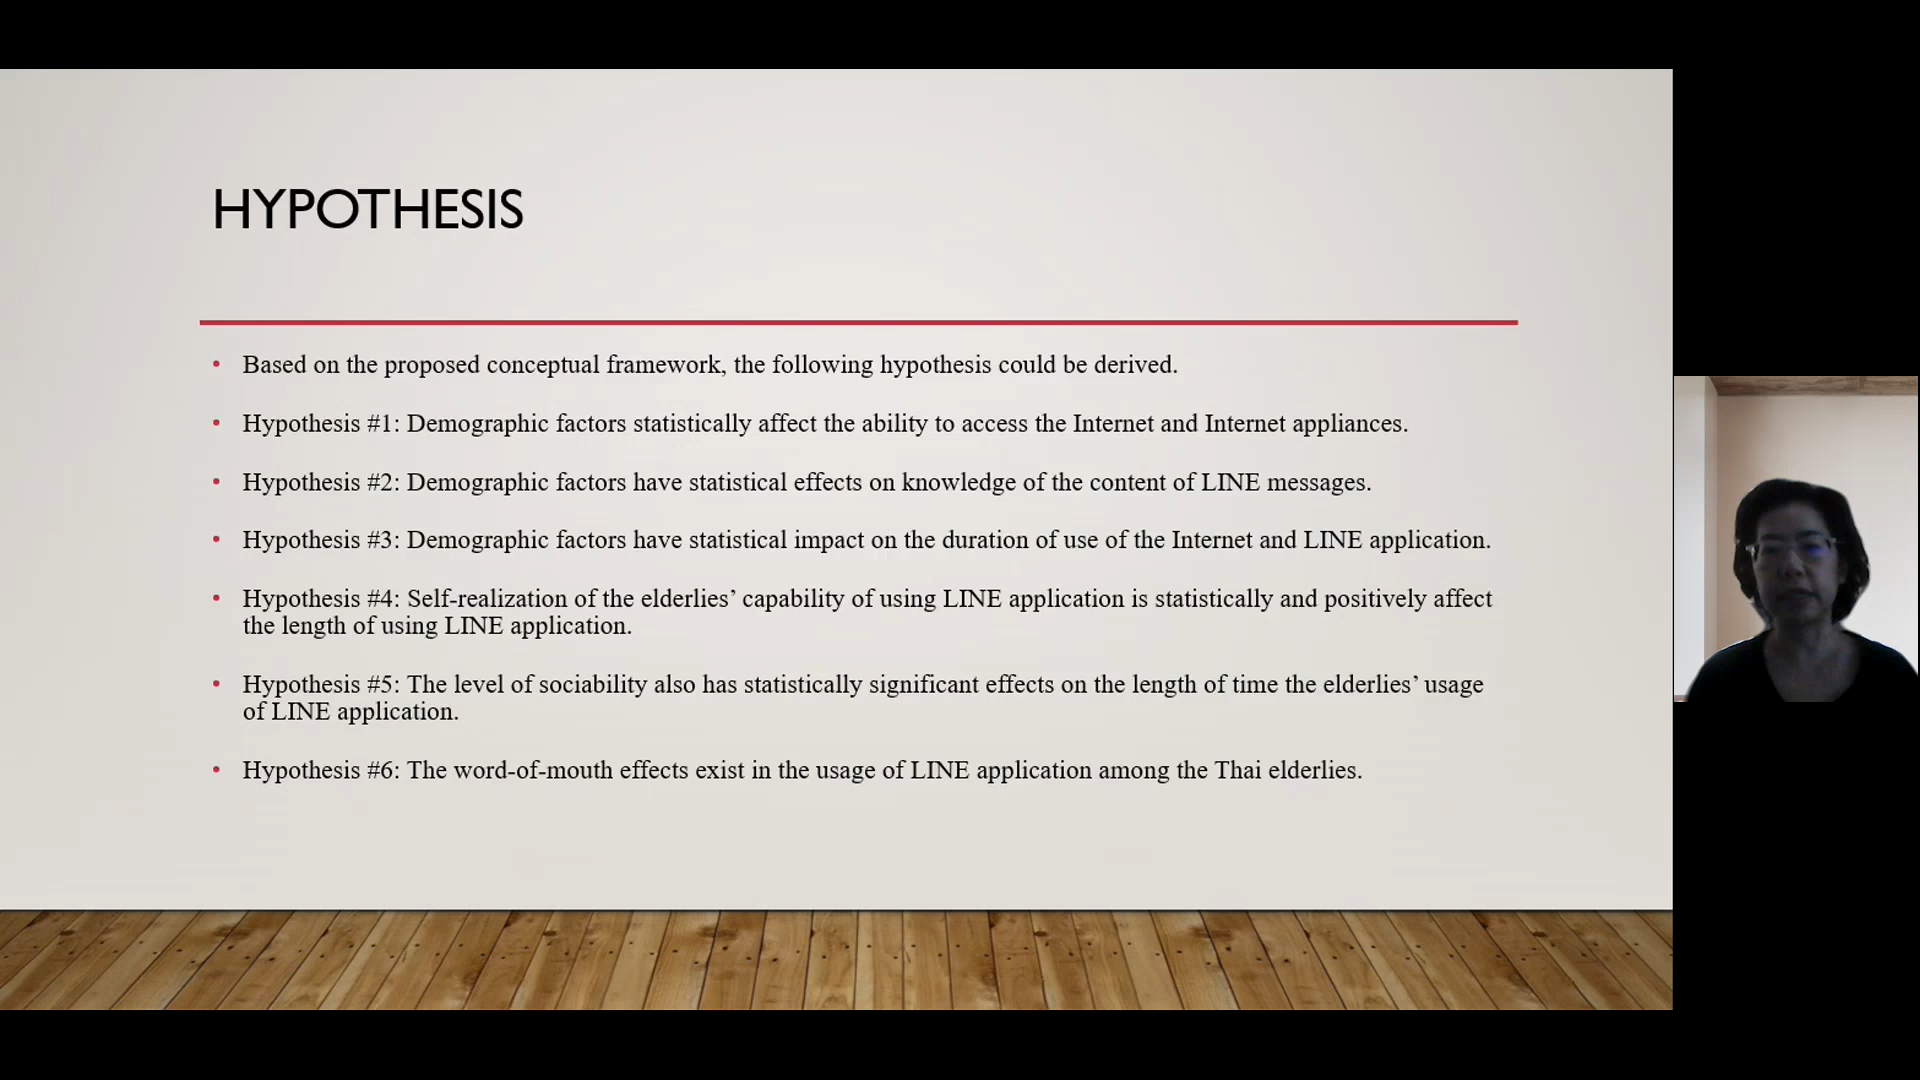 HYPOTHESIS
• Based on the proposed conceptual framework, the following hypothesis could be derived.
• Hypothesis #1: Demographic factors statistically affect the ability to access the Internet and Internet appliances.
• Hypothesis #2: Demographic factors have statistical effects on knowledge of the content of LINE messages.
• Hypothesis #3: Demographic factors have statistical impact on the duration of use of the Internet and LINE application.
• Hypothesis #4: Self-realization of the elderlies’ capability of using LINE application is statistically and positively affect
the length of using LINE application.
• Hypothesis #5: The level of sociability also has statistically significant effects on the length of time the elderlies’ usage
of LINE application.
• Hypothesis #6: The word-of-mouth effects exist in the usage of LINE application among the Thai elderlies.